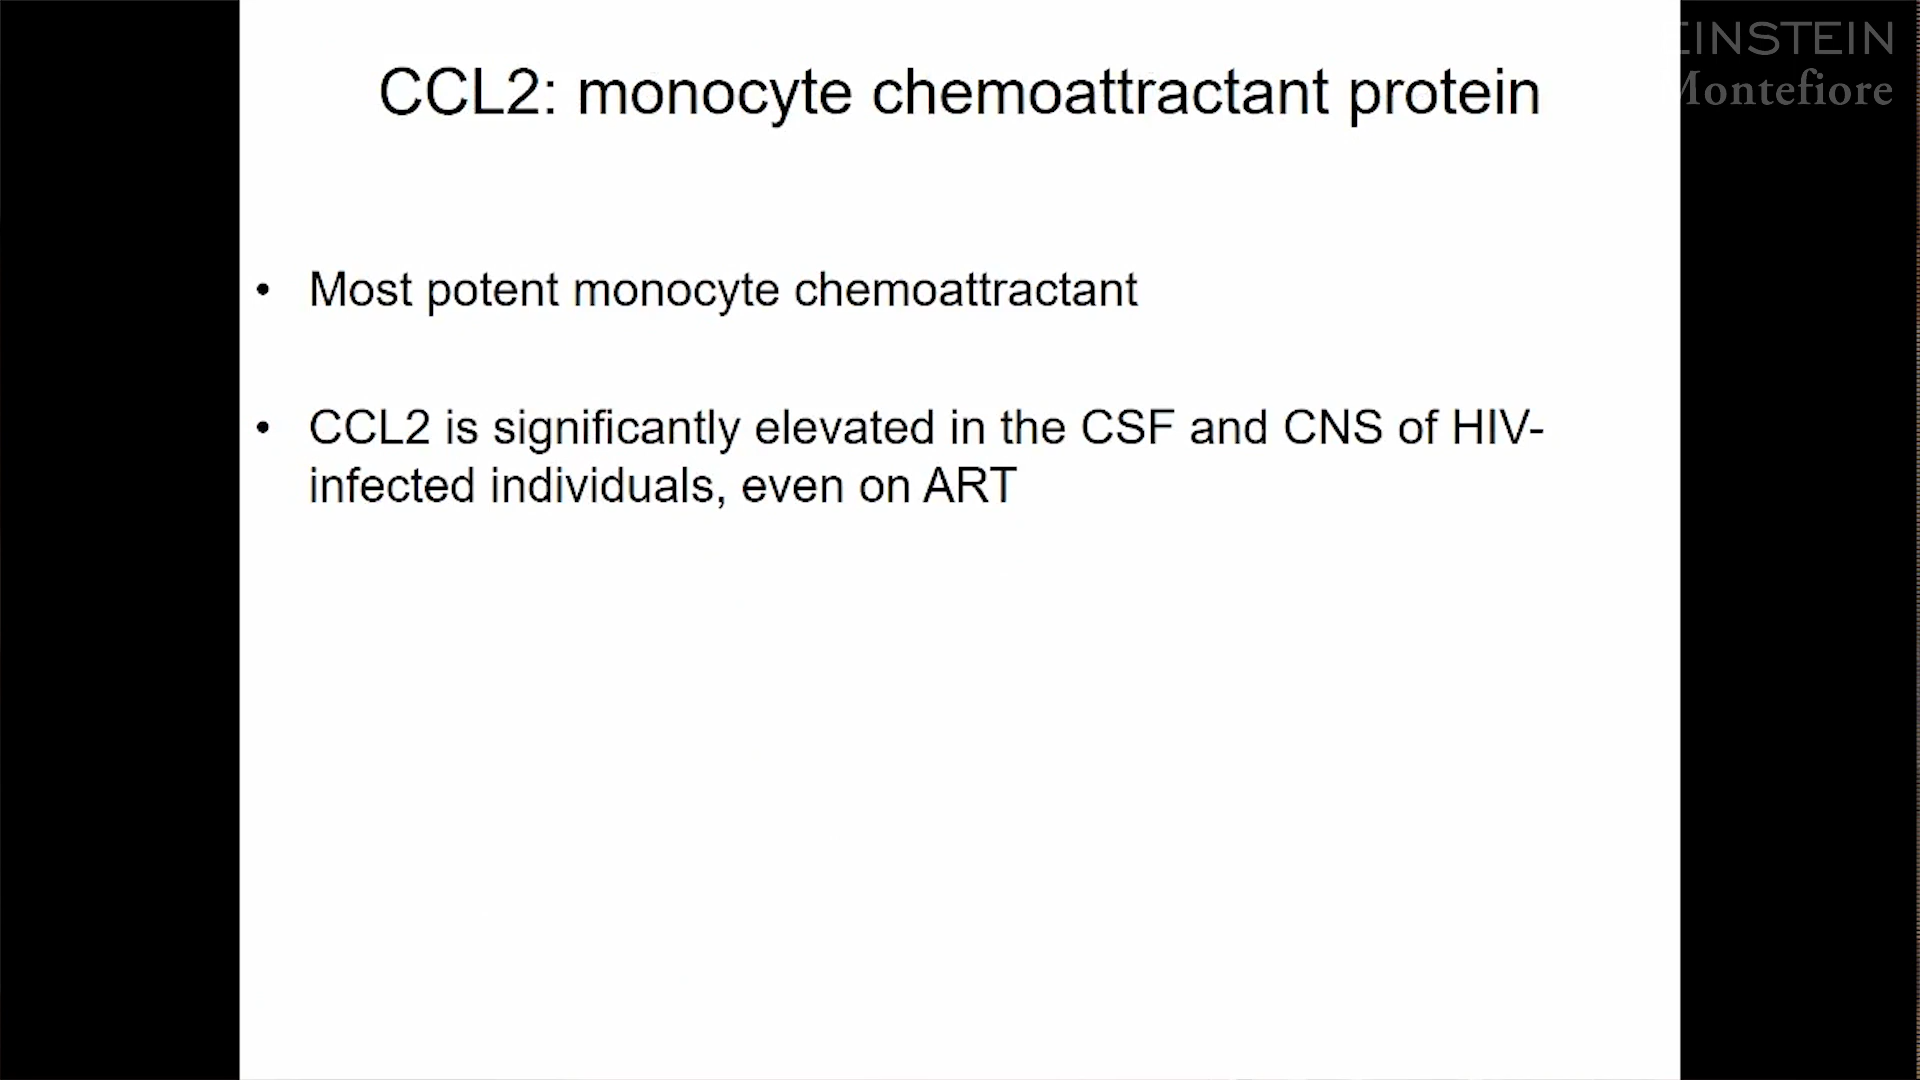 EINSTEIN
Montefiore
CCL2: monocyte chemoattractant protein
• Most potent monocyte chemoattractant
• CCL2 is significantly elevated in the CSF and CNS of HIV-
infected individuals, even on ART